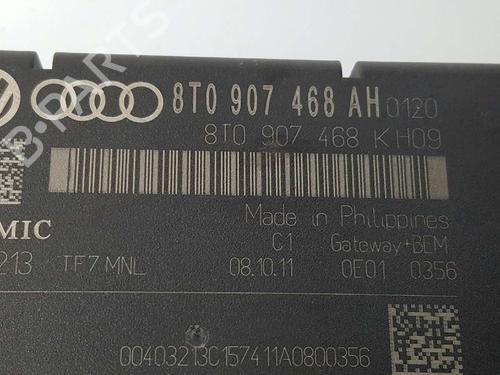 8T0 907 468 AH 0120
8T0 907 468 K H09
Made in Philippines
MIC
C1 Gateway+BEM
213 TF7 MNL 08.10.11 0E01 0356
00403213C157411A0800356
B-PARTS